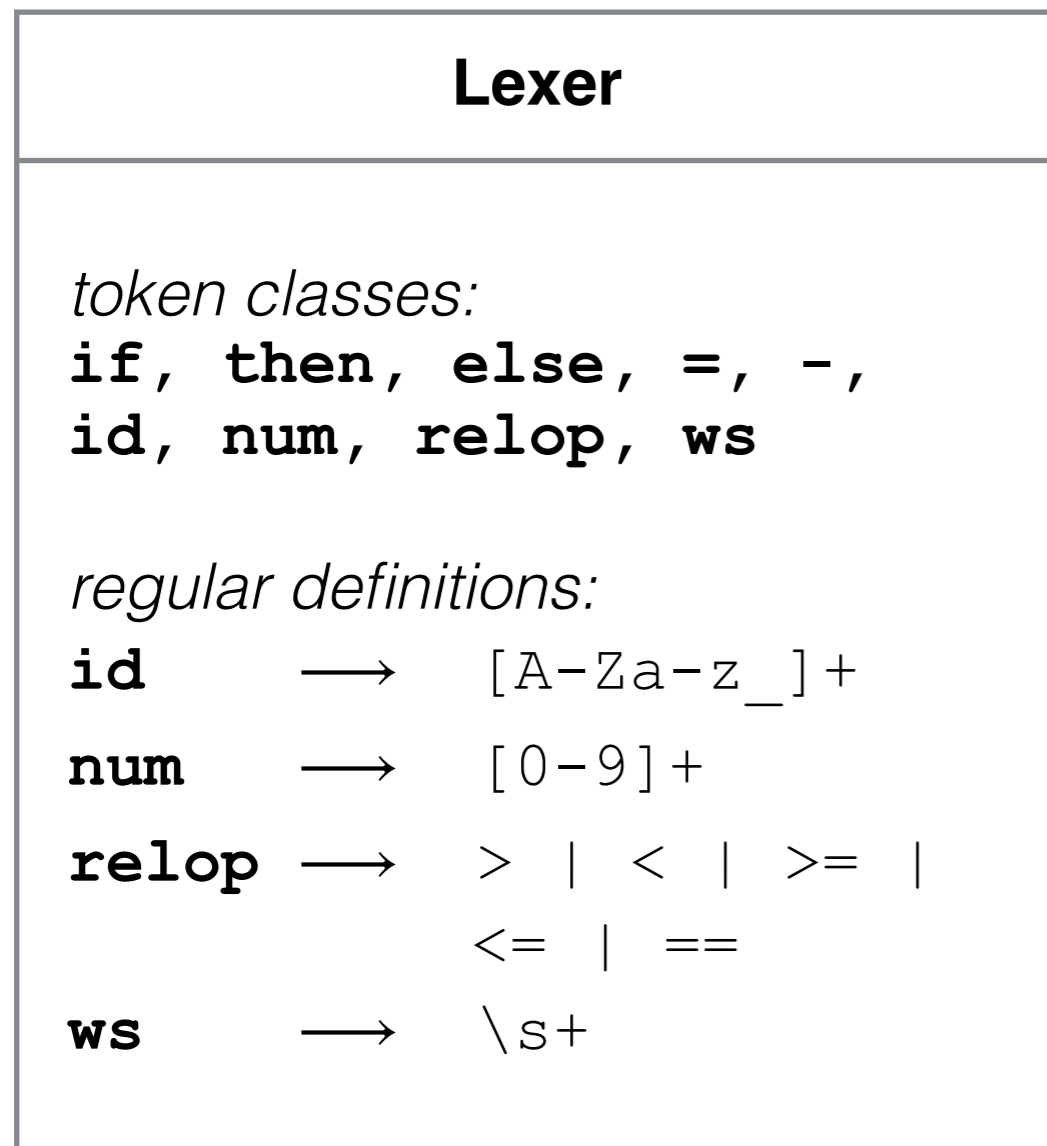 Lexer
token classes:
if, then, else, =, -,
id, num, relop, ws
regular definitions:
id ⟶ [A-Za-z_]+
num ⟶ [0-9]+
relop ⟶ > | < | >= |
<= | ==
ws ⟶ \s+